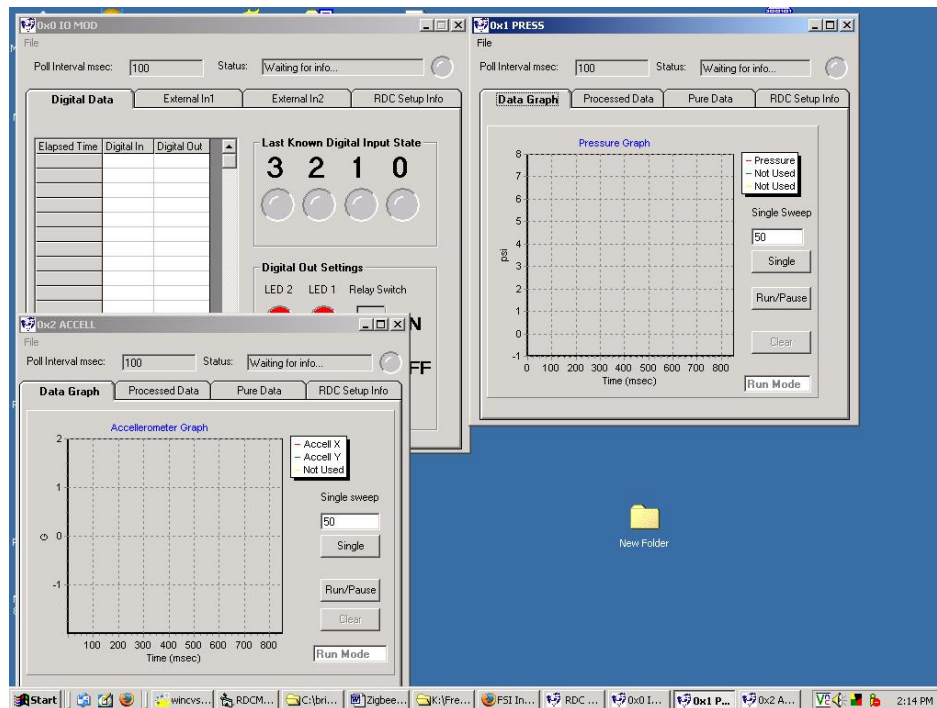 0x0 IO MOD
File
Poll Interval msec: 100 Status: Waiting for info...
Digital Data External In1 External In2 RDC Setup Info
Elapsed Time Digital In Digital Out
Last Known Digital Input State
3 2 1 0
Digital Out Settings
LED 2 LED 1 Relay Switch
N
FF
0x1 PRESS
File
Poll Interval msec: 100 Status: Waiting for info...
Data Graph Processed Data Pure Data RDC Setup Info
Pressure Graph
8
7
6
5
4
3
2
1
0
-1
psi
0 100 200 300 400 500 600 700 800
Time (msec)
Pressure
Not Used
Not Used
Single Sweep
50
Single
Run/Pause
Clear
Run Mode
0x2 ACCELL
File
Poll Interval msec: 100 Status: Waiting for info...
Data Graph Processed Data Pure Data RDC Setup Info
Accellerometer Graph
2
1
0
-1
G
100 200 300 400 500 600 700 800
Time (msec)
Accell X
Accell Y
Not Used
Single sweep
50
Single
Run/Pause
Clear
Run Mode
New Folder
Start wincvs... RDCM... C:\bri... Zigbee... K:\Fre... FSI In... RDC ... 0x0 I... 0x1 P... 0x2 A... 2:14 PM